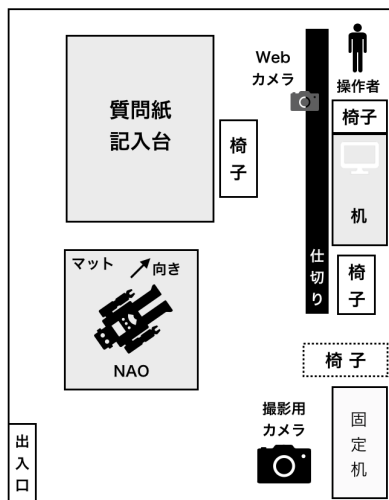 Web
カメラ
操作者
質問紙
記入台
椅子
椅子
机
仕切り
椅子
マット
向き
NAO
椅子
撮影用
カメラ
固定机
出入口